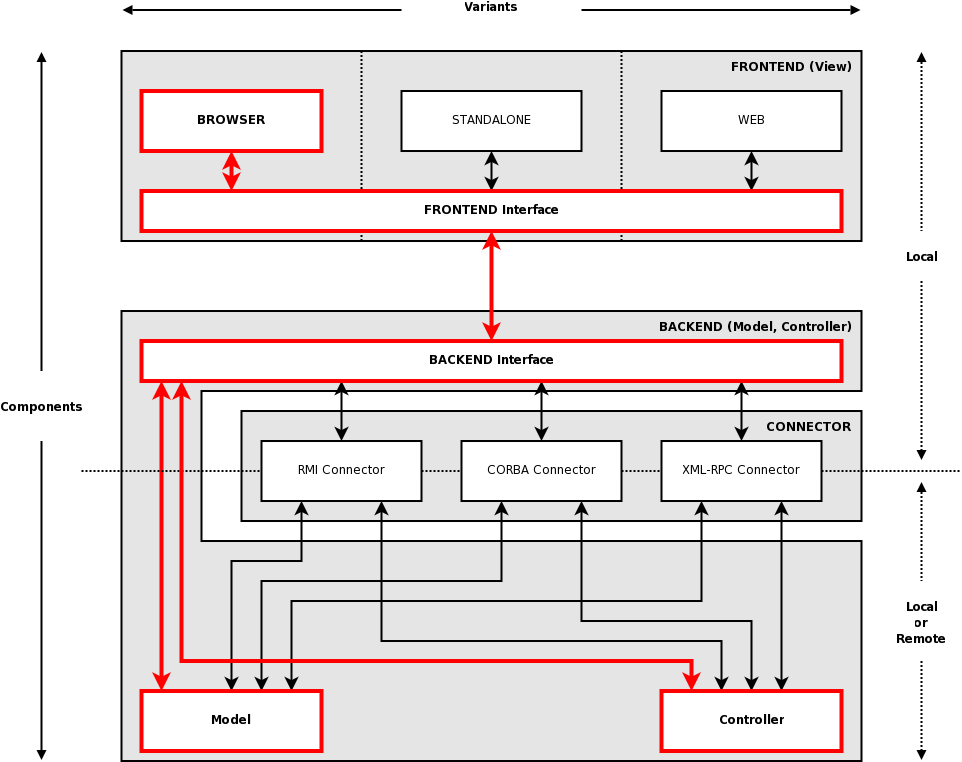 Variants
FRONTEND (View)
BROWSER
STANDALONE
WEB
FRONTEND Interface
Local
BACKEND (Model, Controller)
BACKEND Interface
Components
CONNECTOR
RMI Connector
CORBA Connector
XML-RPC Connector
Local
or
Remote
Model
Controller